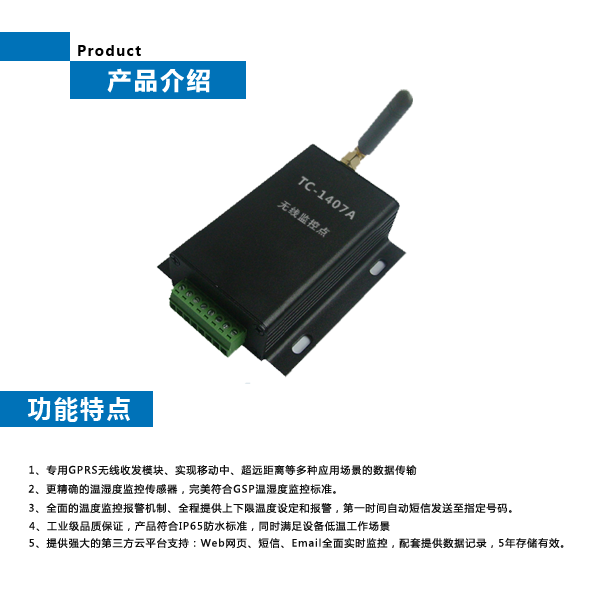 Product
产品介绍
TC-1407A
无线监控点
功能特点
1、专用GPRS无线收发模块、实现移动中、超远距离等多种应用场景的数据传输
2、更精确的温湿度监控传感器，完美符合GSP温湿度监控标准。
3、全面的温度监控报警机制、全程提供上下限温度设定和报警，第一时间自动短信发送至指定号码。
4、工业级品质保证，产品符合IP65防水标准，同时满足设备低温工作场景
5、提供强大的第三方云平台支持：Web网页、短信、Email全面实时监控，配套提供数据记录，5年存储有效。